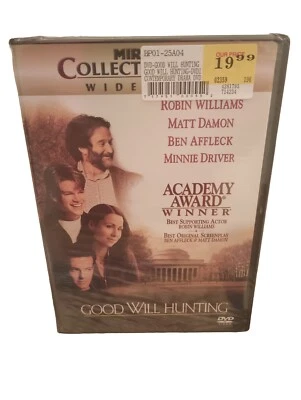 MIR
COLLECT
WIDE
BP01-25A04
DVD-GOOD WILL HUNTING
GOOD WILL HUNTING-DVD
CONTEMPORARY DRAMA DVD
OUR PRICE
19.99
ROBIN WILLIAMS
MATT DAMON
BEN AFFLECK
MINNIE DRIVER
ACADEMY
AWARD
WINNER
BEST SUPPORTING ACTOR
ROBIN WILLIAMS
BEST ORIGINAL SCREENPLAY
BEN AFFLECK & MATT DAMON
GOOD WILL HUNTING
DVD